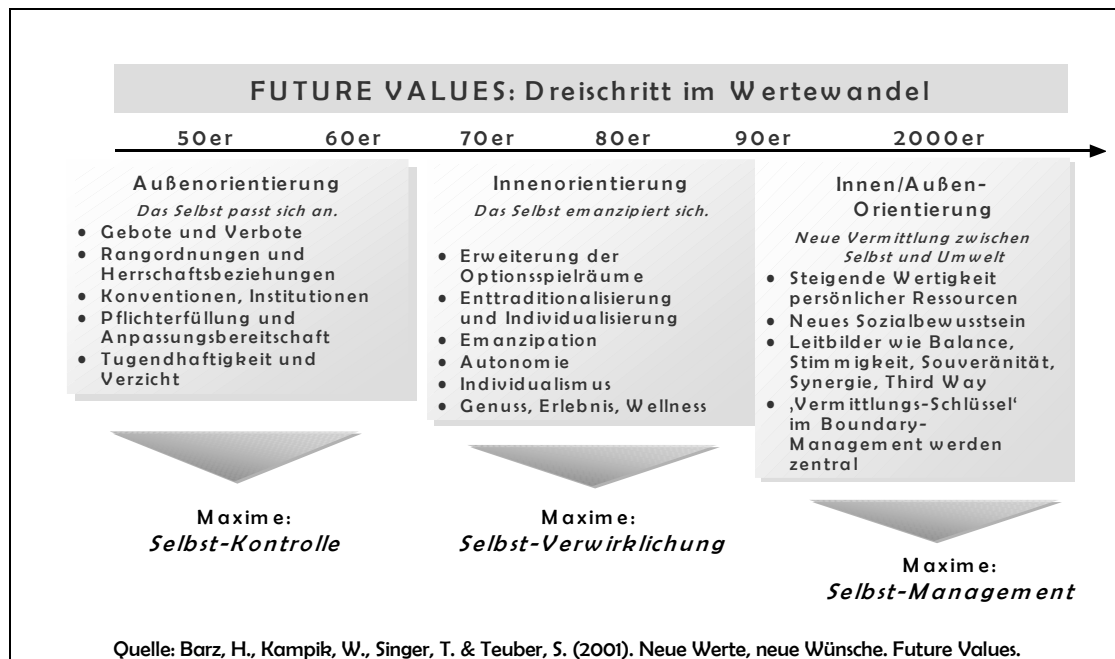 FUTURE VALUES: Dreischritt im Wertewandel
50er 60er 70er 80er 90er 2000er
Außenorientierung
Das Selbst passt sich an.
• Gebote und Verbote
• Rangordnungen und
Herrschaftsbeziehungen
• Konventionen, Institutionen
• Pflichterfüllung und
Anpassungsbereitschaft
• Tugendhaftigkeit und
Verzicht
Maxime:
Selbst-Kontrolle
Innenorientierung
Das Selbst emanzipiert sich.
• Erweiterung der
Optionsspielräume
• Enttraditionalisierung
und Individualisierung
• Emanzipation
• Autonomie
• Individualismus
• Genuss, Erlebnis, Wellness
Maxime:
Selbst-Verwirklichung
Innen/Außen-
Orientierung
Neue Vermittlung zwischen
Selbst und Umwelt
• Steigende Wertigkeit
persönlicher Ressourcen
• Neues Sozialbewusstsein
• Leitbilder wie Balance,
Stimmigkeit, Souveränität,
Synergie, Third Way
• ‚Vermittlungs-Schlüssel‘
im Boundary-
Management werden
zentral
Maxime:
Selbst-Management
Quelle: Barz, H., Kampik, W., Singer, T. & Teuber, S. (2001). Neue Werte, neue Wünsche. Future Values.